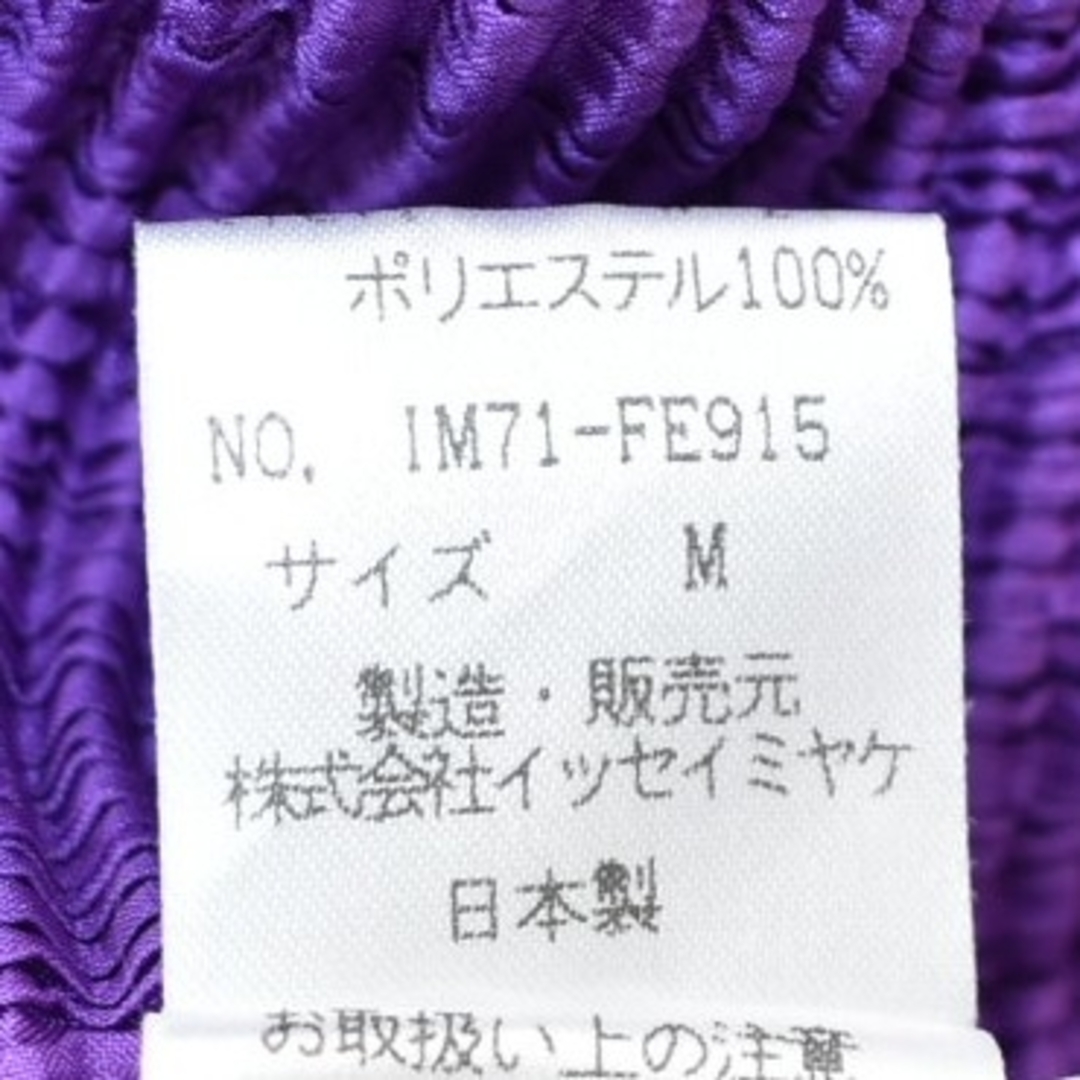 ポリエステル100%
NO. IM71-FE915
サイズ M
製造・販売元
株式会社イッセイミヤケ
日本製
お取扱い上の注意